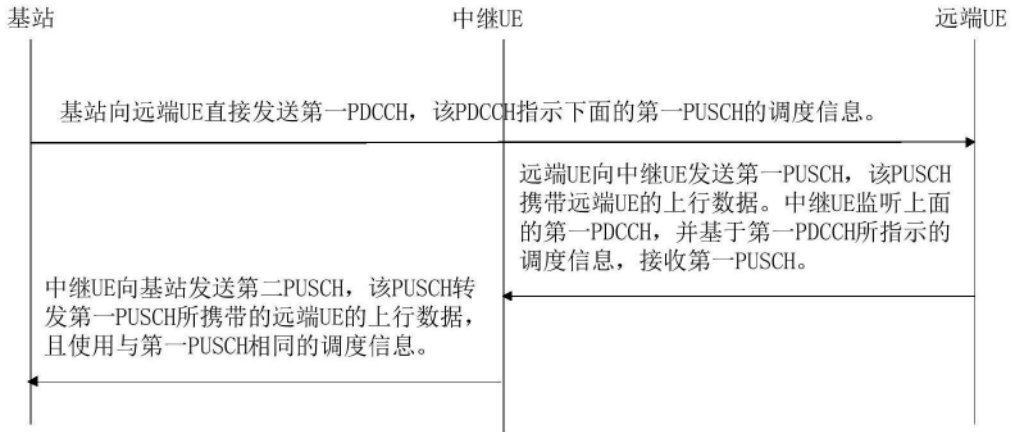 基站
中继UE
远端UE
基站向远端UE直接发送第一PDCCH，该PDCCH指示下面的第一PUSCH的调度信息。
远端UE向中继UE发送第一PUSCH，该PUSCH
携带远端UE的上行数据。中继UE监听上面
的第一PDCCH，并基于第一PDCCH所指示的
调度信息，接收第一PUSCH。
中继UE向基站发送第二PUSCH，该PUSCH转
发第一PUSCH所携带的远端UE的上行数据，
且使用与第一PUSCH相同的调度信息。